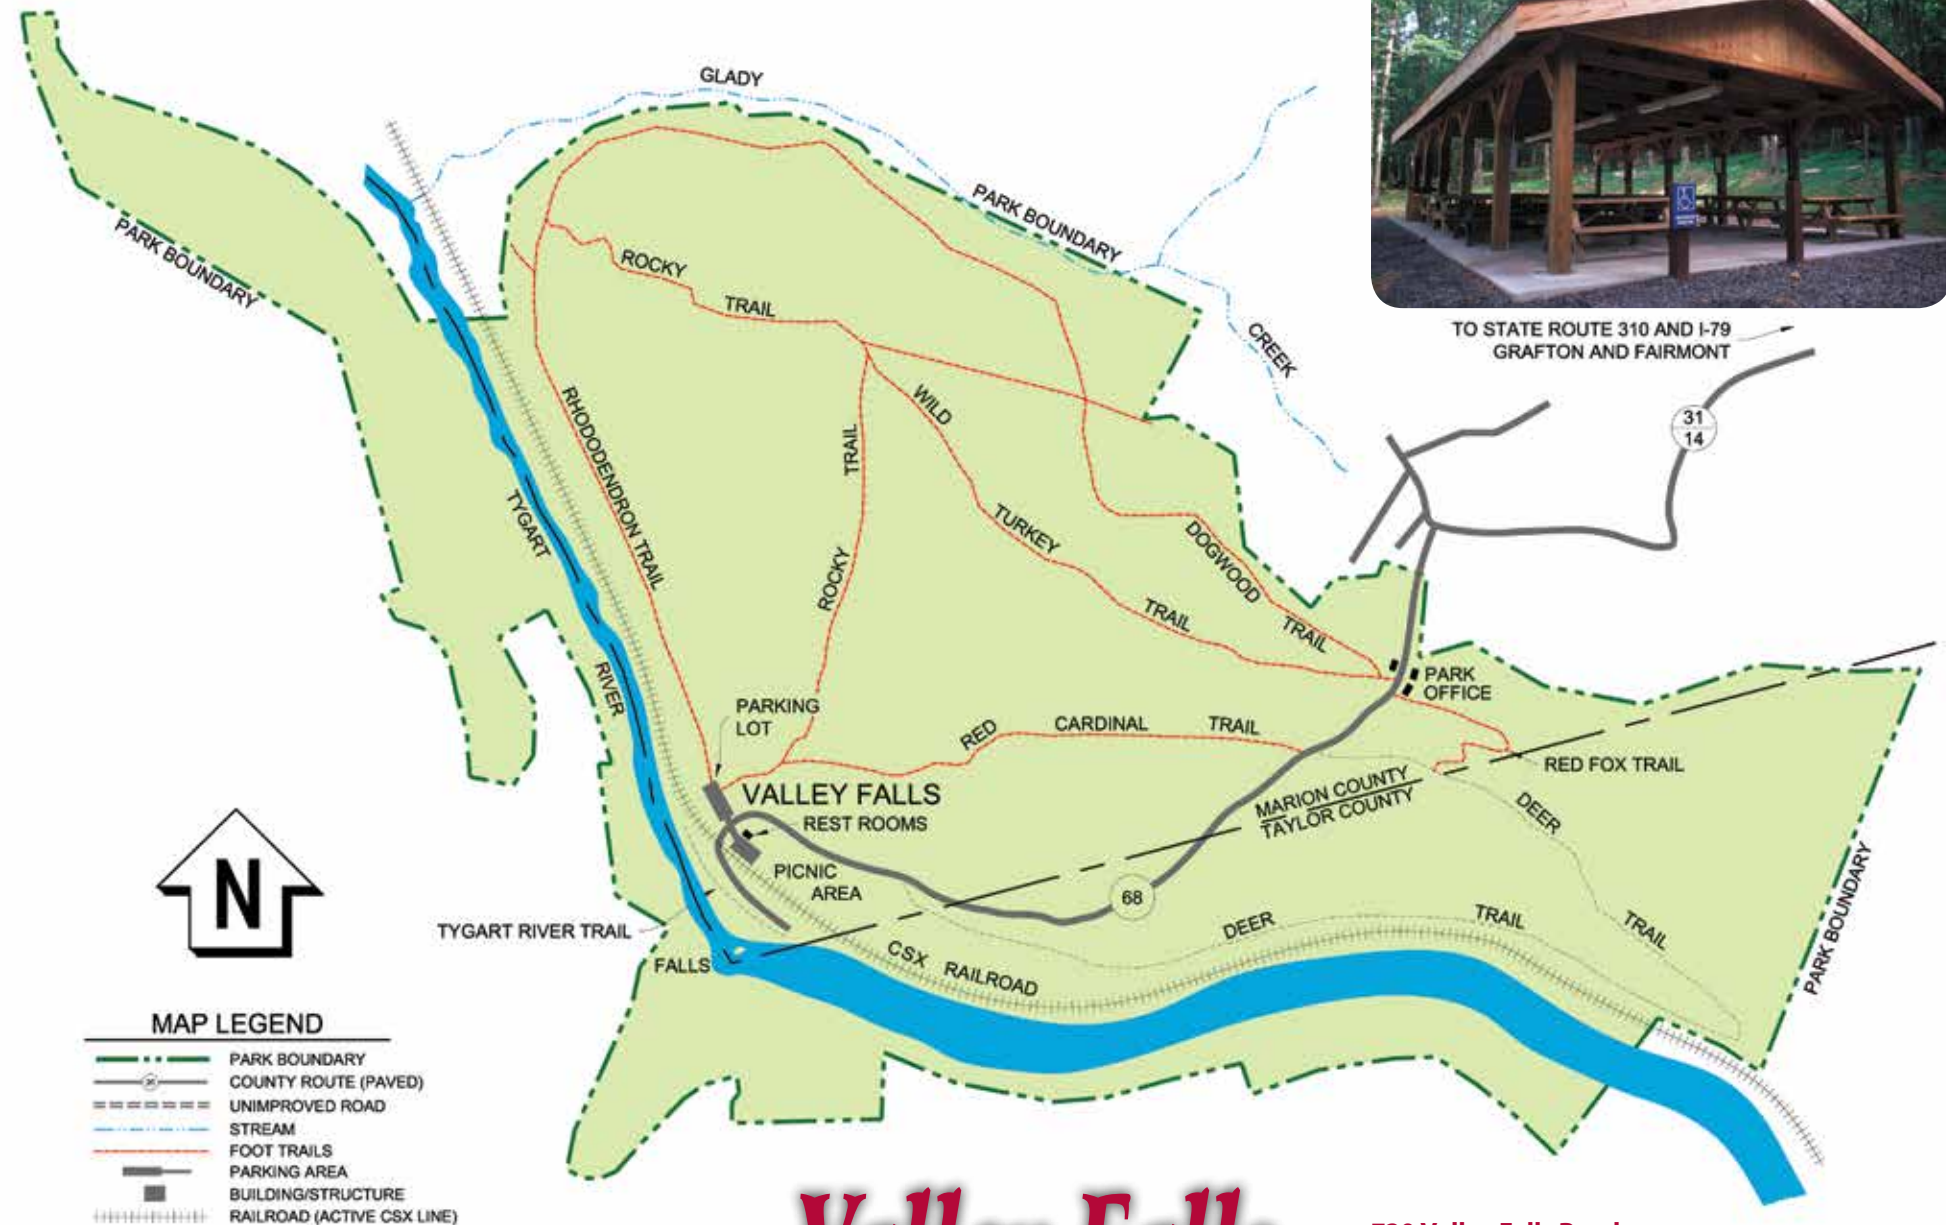 GLADY
PARK BOUNDARY
CREEK
PARK BOUNDARY
ROCKY
TRAIL
TO STATE ROUTE 310 AND I-79
GRAFTON AND FAIRMONT
31
14
RHODODENDRON TRAIL
WILD
TURKEY
TRAIL
TRAIL
ROCKY
DOGWOOD
TRAIL
TYGART
RIVER
PARK
OFFICE
PARKING
LOT
RED
CARDINAL
TRAIL
RED FOX TRAIL
MARION COUNTY
TAYLOR COUNTY
DEER
TRAIL
VALLEY FALLS
REST ROOMS
PICNIC
AREA
68
PARK BOUNDARY
N
TYGART RIVER TRAIL
FALLS
CSX
RAILROAD
DEER
TRAIL
MAP LEGEND
PARK BOUNDARY
COUNTY ROUTE (PAVED)
UNIMPROVED ROAD
STREAM
FOOT TRAILS
PARKING AREA
BUILDING/STRUCTURE
RAILROAD (ACTIVE CSX LINE)
Valley Falls